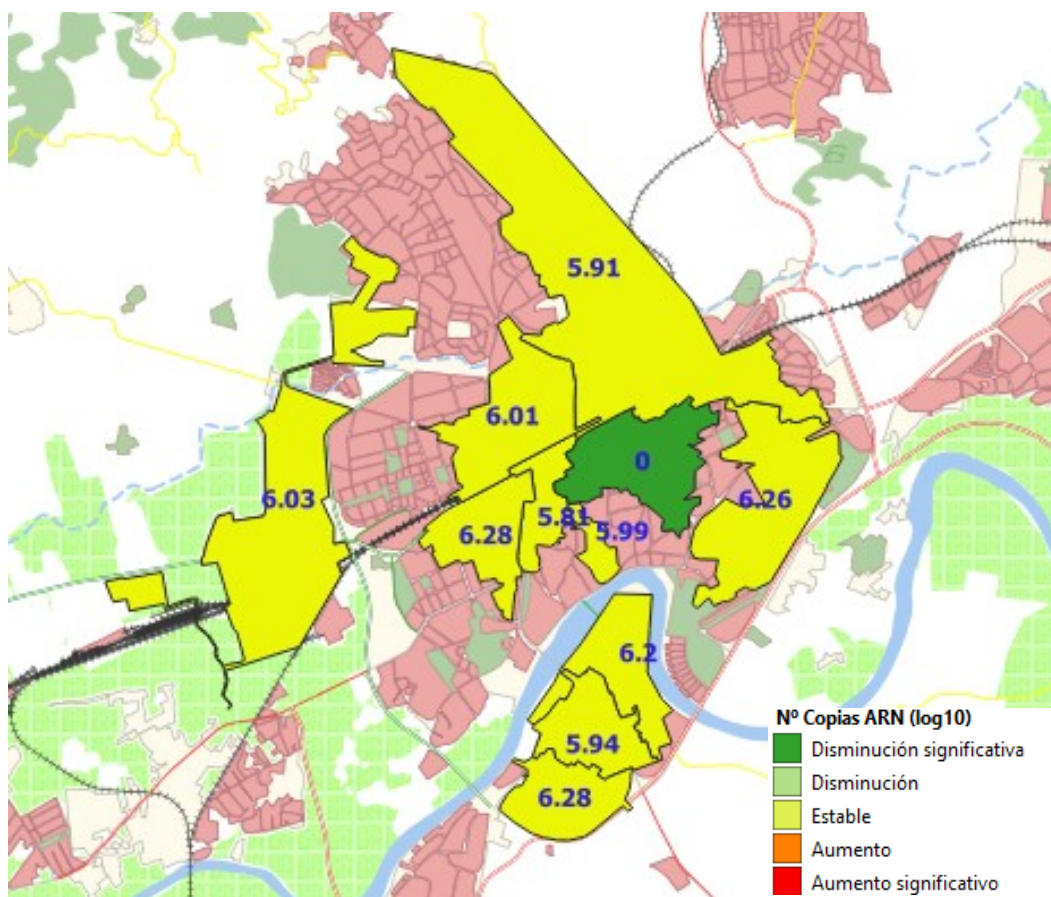 5.91
6.01
0
6.03
6.28
5.81
5.99
6.26
6.2
5.94
6.28
Nº Copias ARN (log10)
Disminución significativa
Disminución
Estable
Aumento
Aumento significativo